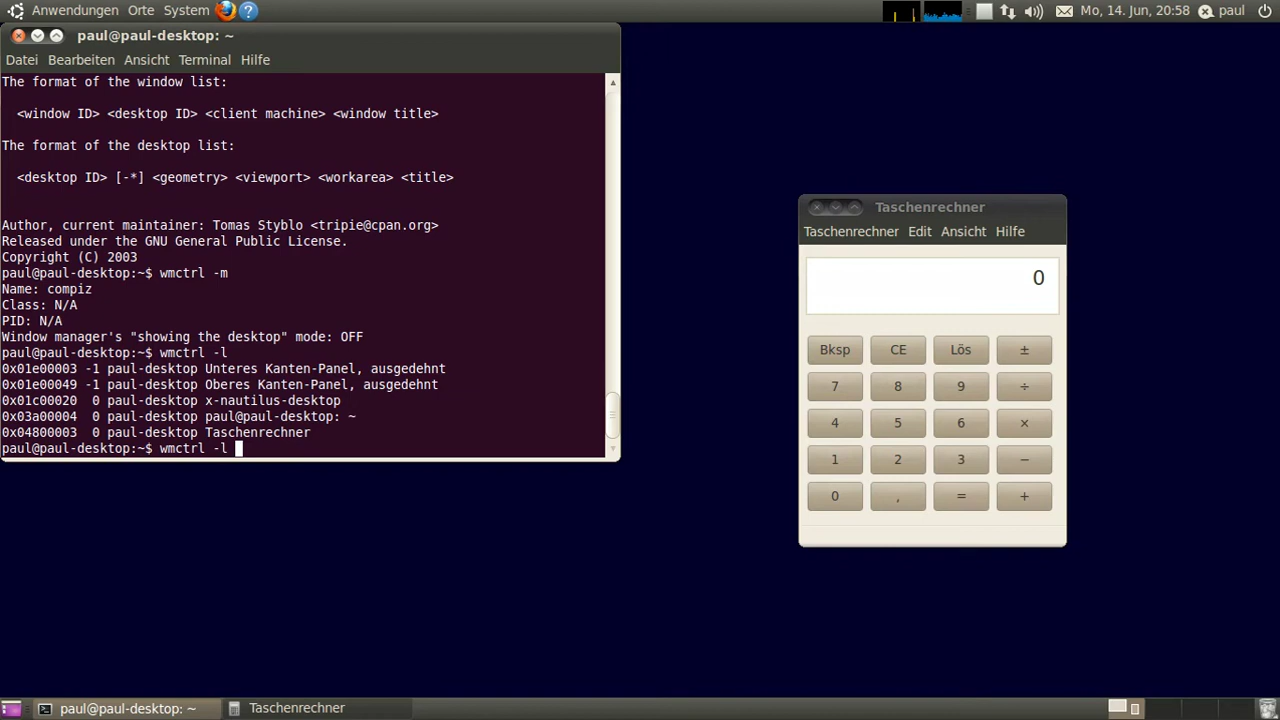 Anwendungen Orte System
Mo, 14. Jun, 20:58 paul
paul@paul-desktop: ~
Datei Bearbeiten Ansicht Terminal Hilfe
The format of the window list:
<window ID> <desktop ID> <client machine> <window title>
The format of the desktop list:
<desktop ID> [-*] <geometry> <viewport> <workarea> <title>
Author, current maintainer: Tomas Styblo <tripie@cpan.org>
Released under the GNU General Public License.
Copyright (C) 2003
paul@paul-desktop:~$ wmctrl -m
Name: compiz
Class: N/A
PID: N/A
Window manager's "showing the desktop" mode: OFF
paul@paul-desktop:~$ wmctrl -l
0x01e00003 -1 paul-desktop Unteres Kanten-Panel, ausgedehnt
0x01e00049 -1 paul-desktop Oberes Kanten-Panel, ausgedehnt
0x01c00020  0 paul-desktop x-nautilus-desktop
0x03a00004  0 paul-desktop paul@paul-desktop: ~
0x04800003  0 paul-desktop Taschenrechner
paul@paul-desktop:~$ wmctrl -l
Taschenrechner
Taschenrechner Edit Ansicht Hilfe
0
Bksp CE Lös ±
7 8 9 ÷
4 5 6 ×
1 2 3 −
0 , = +
paul@paul-desktop: ~
Taschenrechner